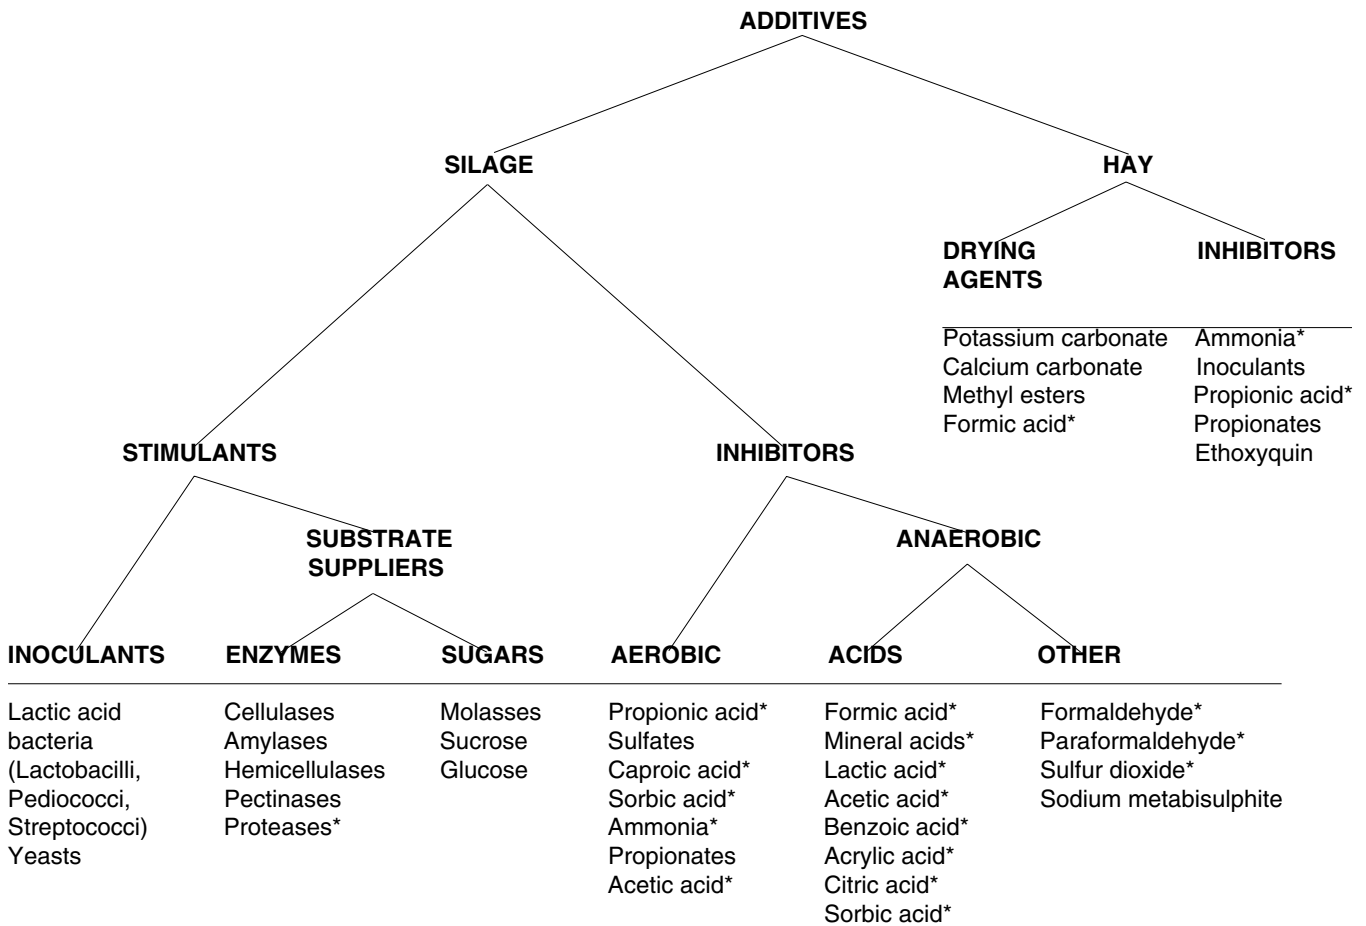 ADDITIVES
SILAGE
HAY
DRYING
AGENTS
INHIBITORS
Potassium carbonate
Calcium carbonate
Methyl esters
Formic acid*
Ammonia*
Inoculants
Propionic acid*
Propionates
Ethoxyquin
STIMULANTS
INHIBITORS
SUBSTRATE
SUPPLIERS
ANAEROBIC
INOCULANTS
ENZYMES
SUGARS
AEROBIC
ACIDS
OTHER
Lactic acid
bacteria
(Lactobacilli,
Pediococci,
Streptococci)
Yeasts
Cellulases
Amylases
Hemicellulases
Pectinases
Proteases*
Molasses
Sucrose
Glucose
Propionic acid*
Sulfates
Caproic acid*
Sorbic acid*
Ammonia*
Propionates
Acetic acid*
Formic acid*
Mineral acids*
Lactic acid*
Acetic acid*
Benzoic acid*
Acrylic acid*
Citric acid*
Sorbic acid*
Formaldehyde*
Paraformaldehyde*
Sulfur dioxide*
Sodium metabisulphite